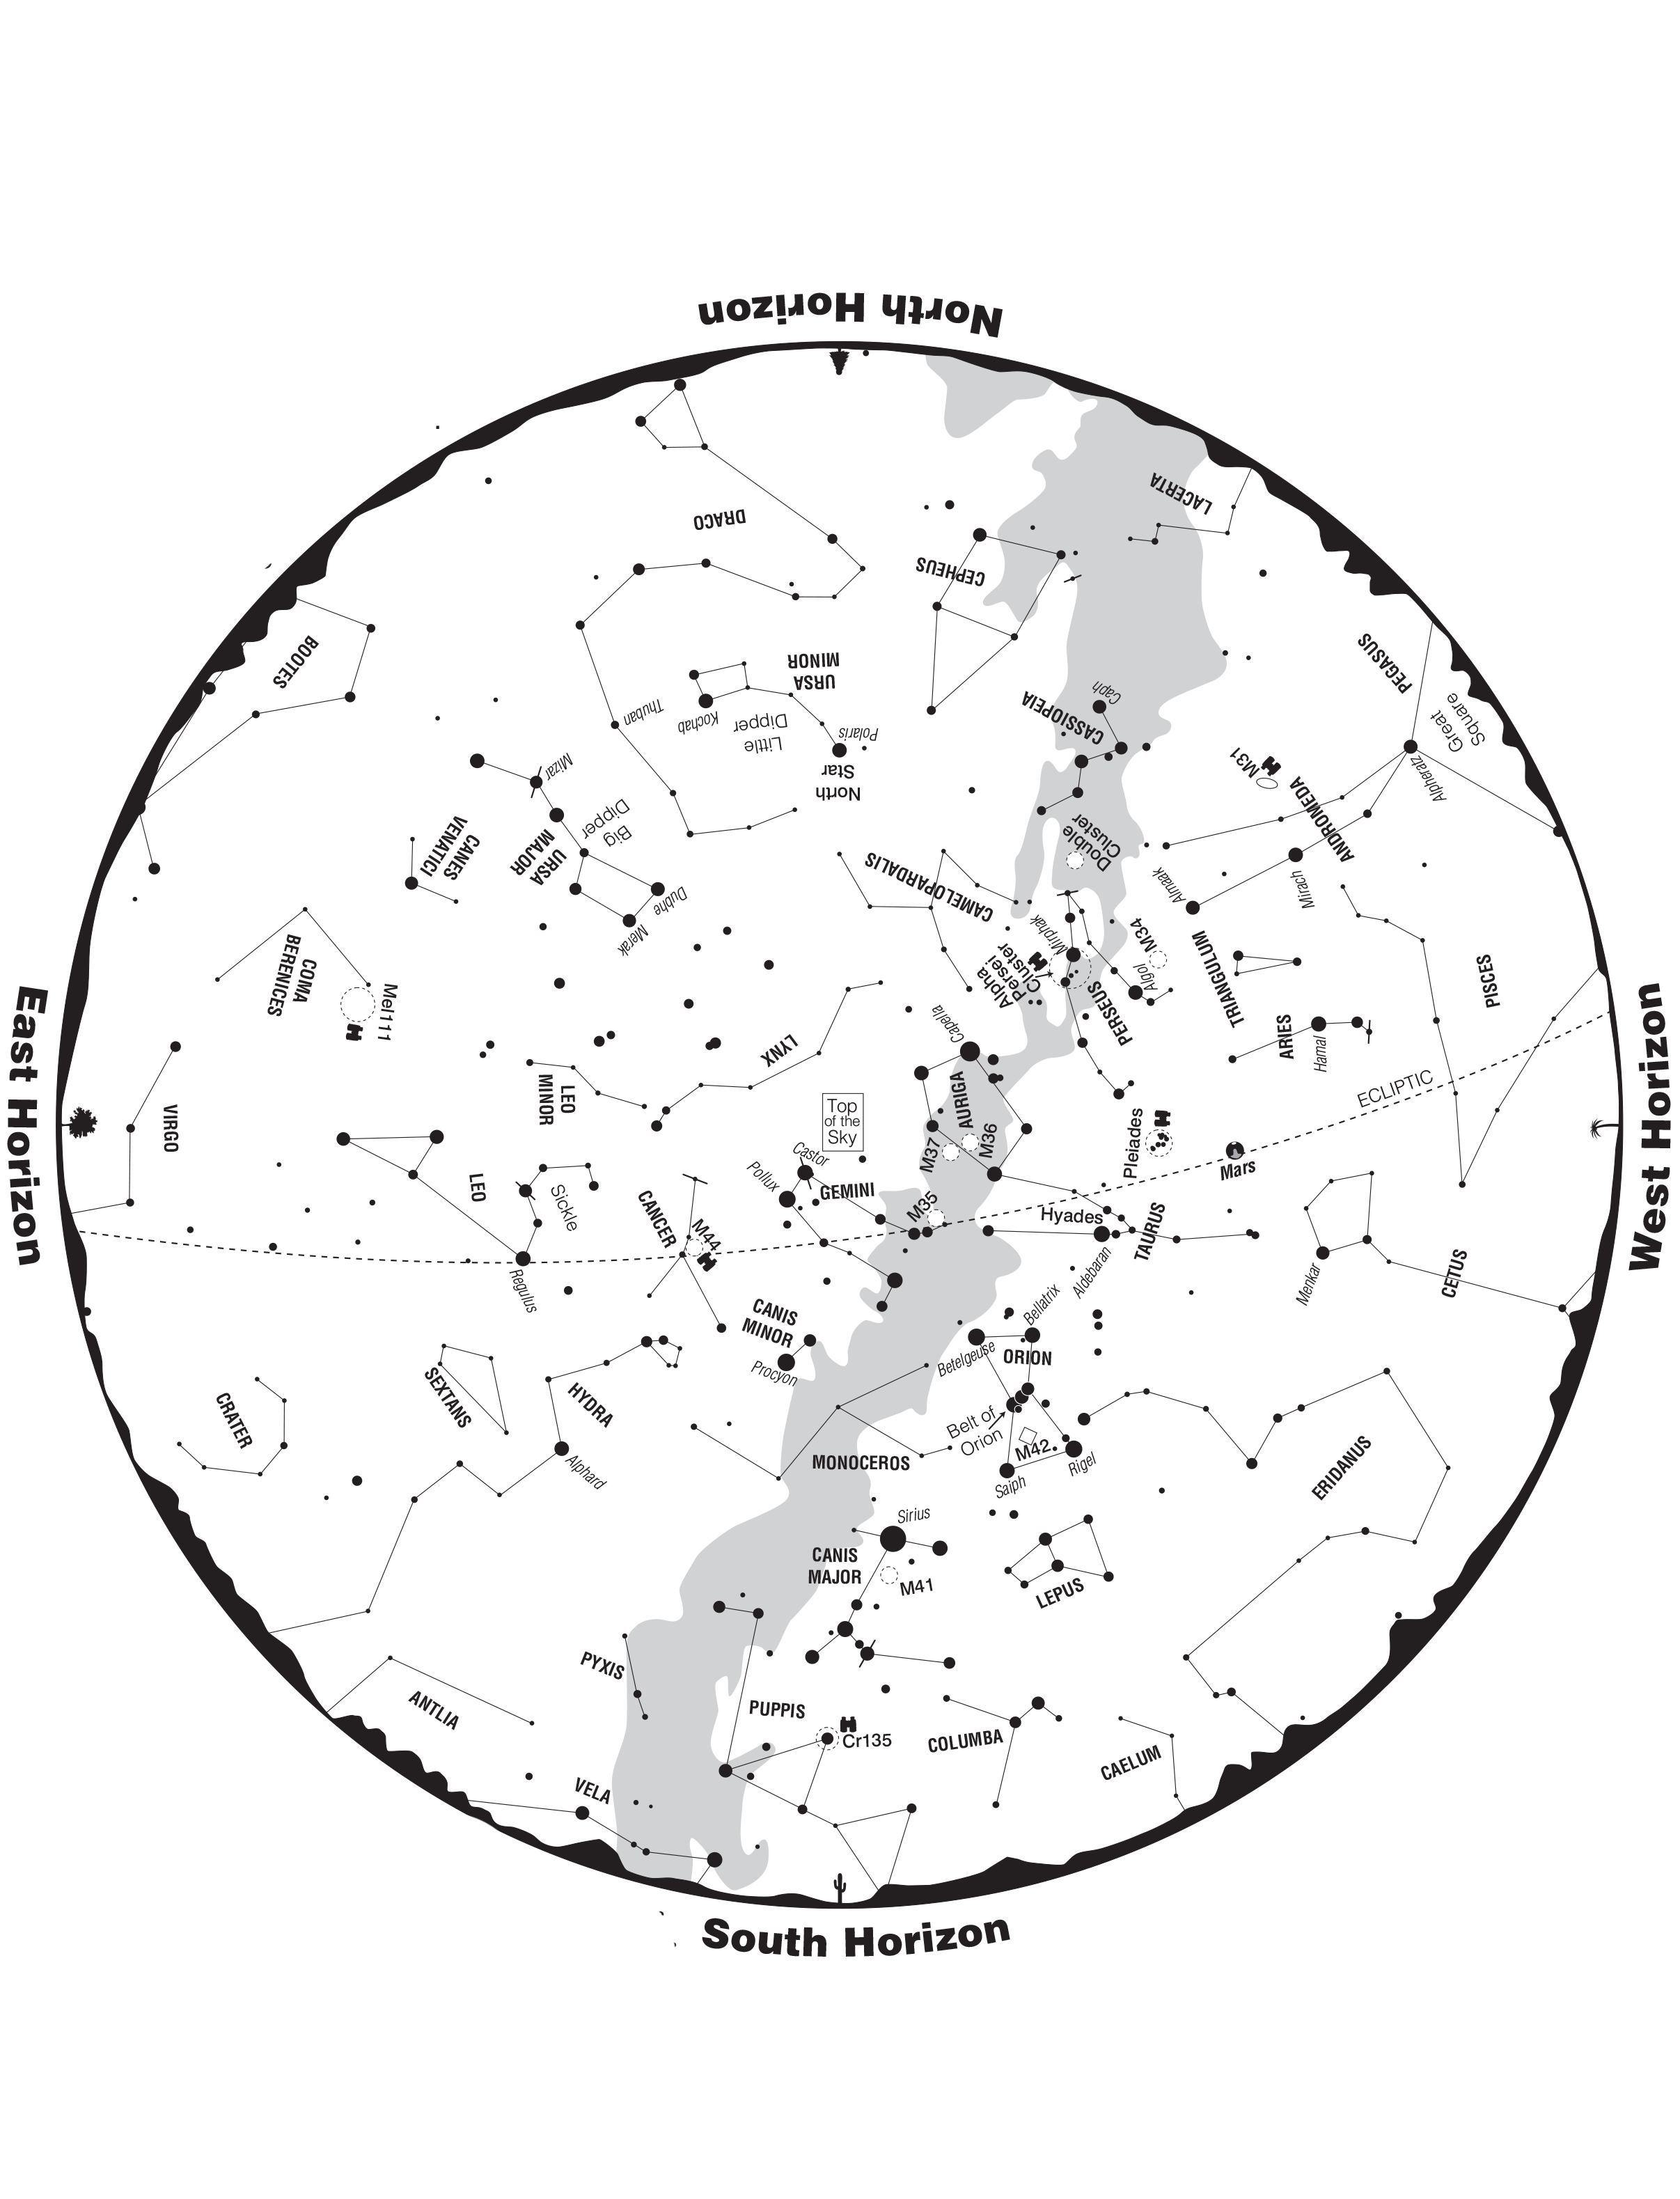 North Horizon
LACERTA
DRACO
CEPHEUS
BOOTES
PEGASUS
Great
Square
URSA
MINOR
Thuban
Kochab
Little
Dipper
Polaris
North
Star
CASSIOPEIA
Caph
Mizar
Big
Dipper
URSA
MAJOR
CANES
VENATICI
Dubhe
Merak
M31
Alpheratz
ANDROMEDA
Double
Cluster
CAMELOPARDALIS
Almaak
Mirach
Mirphak
M34
Algol
Alpha
Persei
Cluster
PERSEUS
TRIANGULUM
PISCES
COMA
BERENICES
Mel111
East Horizon
West Horizon
Capella
LYNX
ARIES
Hamal
ECLIPTIC
LEO
MINOR
VIRGO
Top
of the
Sky
AURIGA
M37
M36
Pleiades
Mars
Castor
Pollux
GEMINI
M35
LEO
Sickle
CANCER
M44
Hyades
TAURUS
Aldebaran
Regulus
Menkar
CETUS
CANIS
MINOR
Procyon
Bellatrix
Betelgeuse
ORION
Belt of
Orion
M42
Saiph
Rigel
CRATER
SEXTANS
HYDRA
Alphard
MONOCEROS
ERIDANUS
Sirius
CANIS
MAJOR
M41
LEPUS
PYXIS
ANTLIA
PUPPIS
Cr135
COLUMBA
CAELUM
VELA
South Horizon